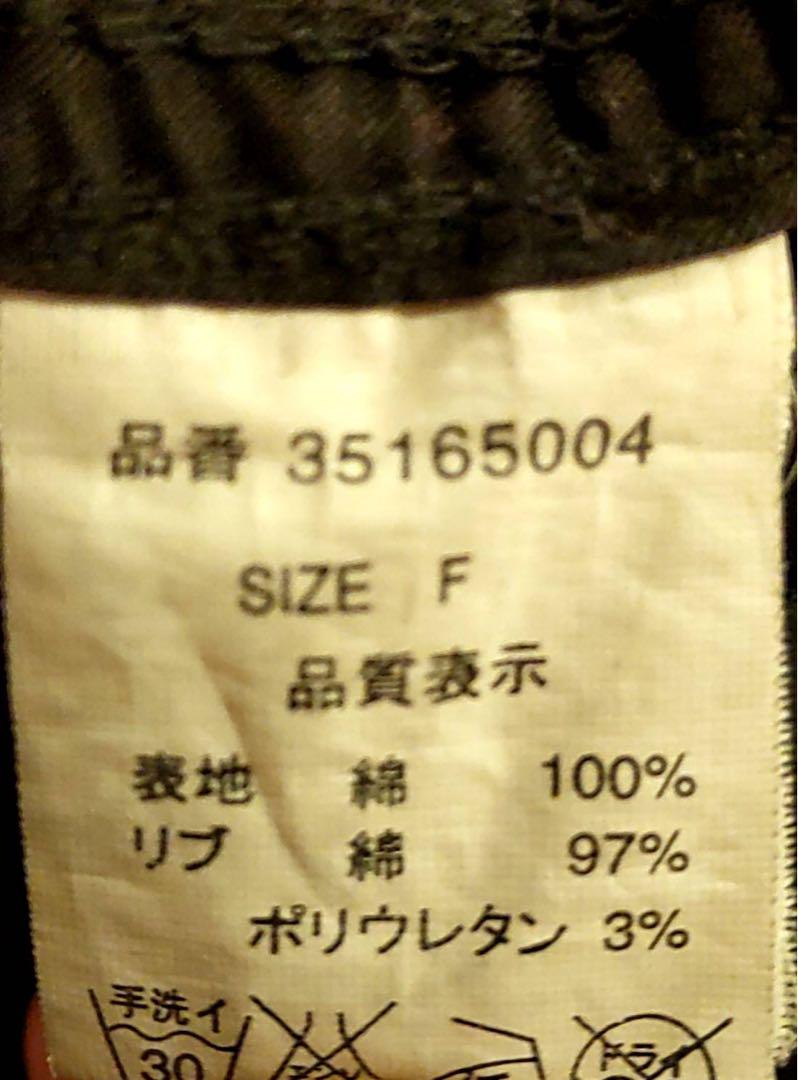 品番 35165004
SIZE F
品質表示
表地 綿 100%
リブ 綿 97%
ポリウレタン 3%
手洗イ
30
ドライ